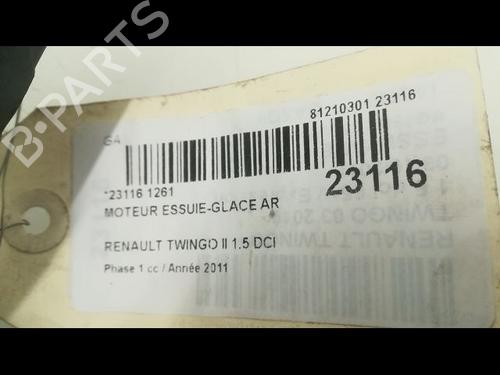 B-PARTS
81210301 23116
GA
*23116 1261
23116
MOTEUR ESSUIE-GLACE AR
RENAULT TWINGO II 1.5 DCI
Phase 1 cc / Année 2011